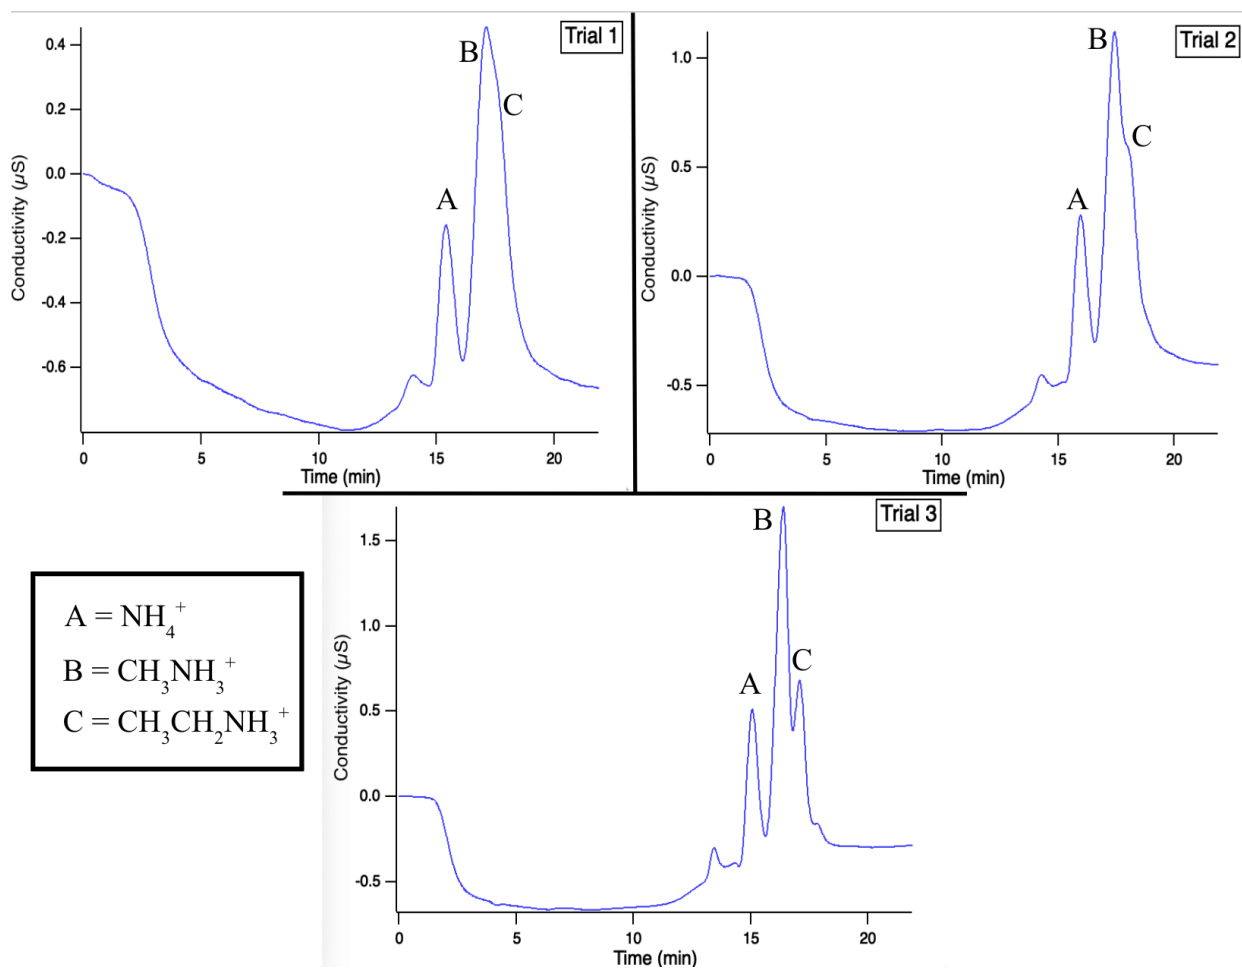 Trial 1
B
C
A
0.4
0.2
0.0
-0.2
-0.4
-0.6
Conductivity (µS)
0
5
10
15
20
Time (min)
Trial 2
B
C
A
1.0
0.5
0.0
-0.5
Conductivity (µS)
0
5
10
15
20
Time (min)
Trial 3
B
C
A
1.5
1.0
0.5
0.0
-0.5
Conductivity (µS)
0
5
10
15
20
Time (min)
A = NH₄⁺
B = CH₃NH₃⁺
C = CH₃CH₂NH₃⁺